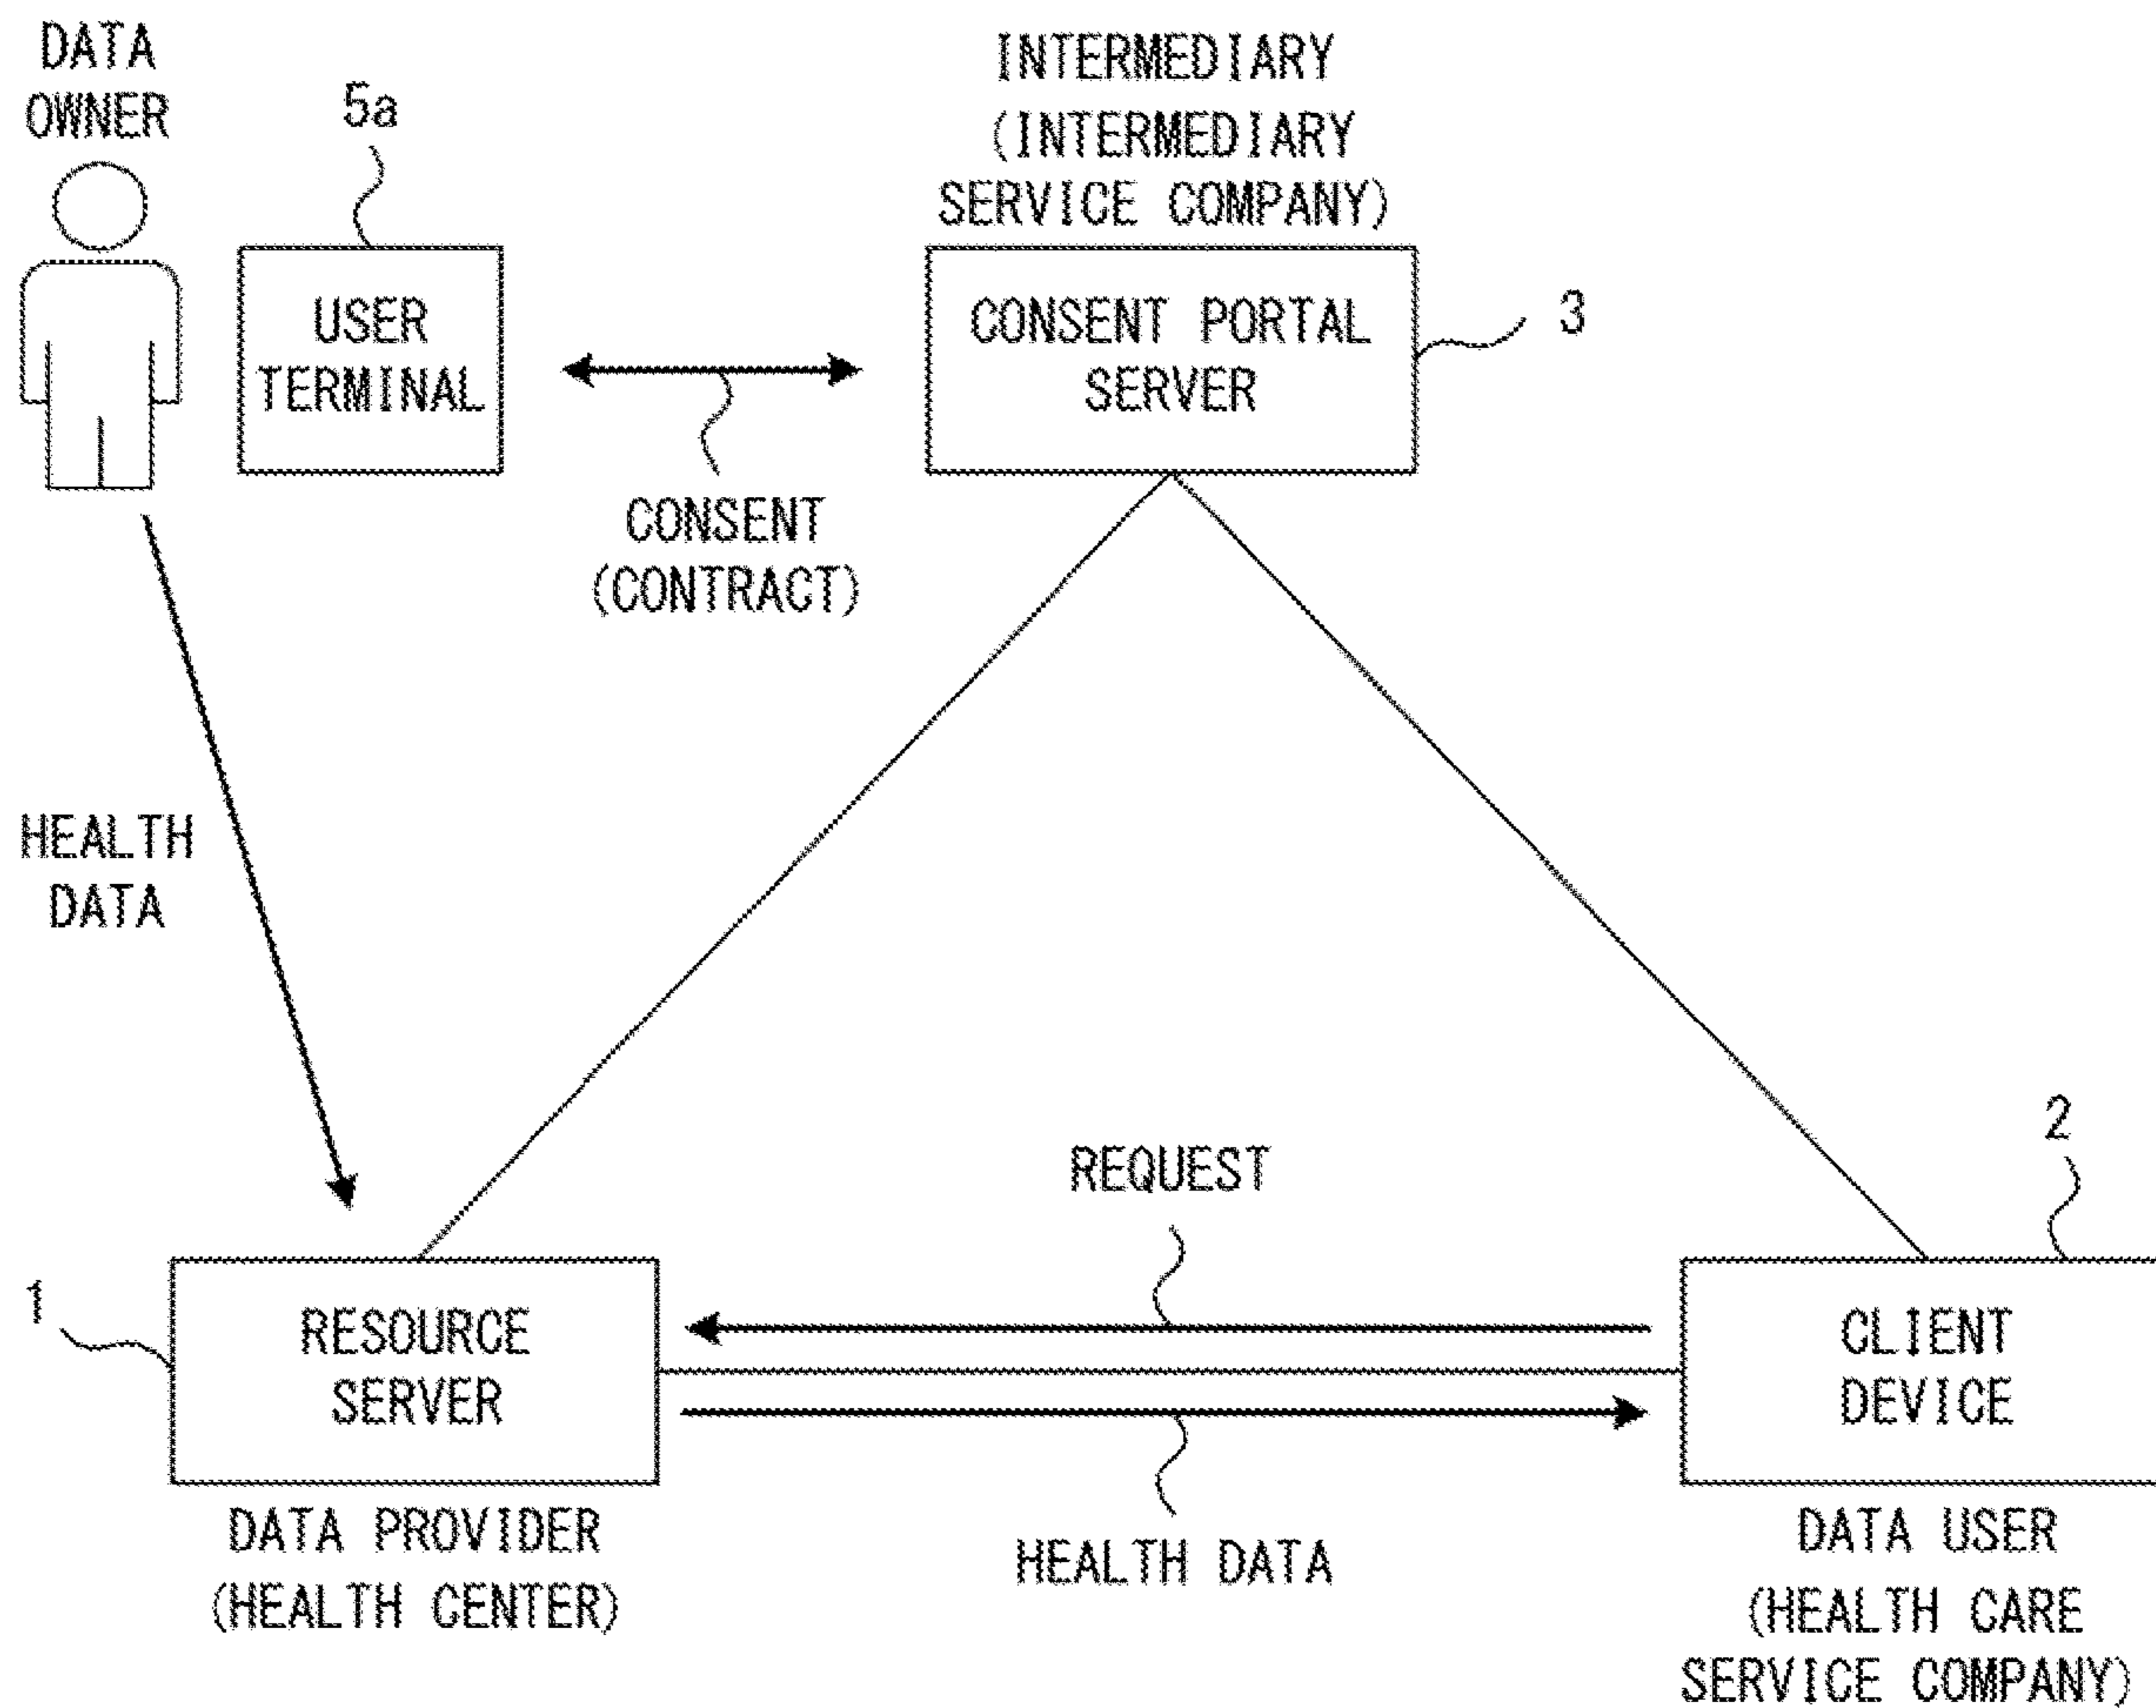 DATA
OWNER
5a
INTERMEDIARY
(INTERMEDIARY
SERVICE COMPANY)
USER
TERMINAL
CONSENT PORTAL
SERVER
3
CONSENT
(CONTRACT)
HEALTH
DATA
REQUEST
2
1
RESOURCE
SERVER
CLIENT
DEVICE
DATA PROVIDER
(HEALTH CENTER)
HEALTH DATA
DATA USER
(HEALTH CARE
SERVICE COMPANY)